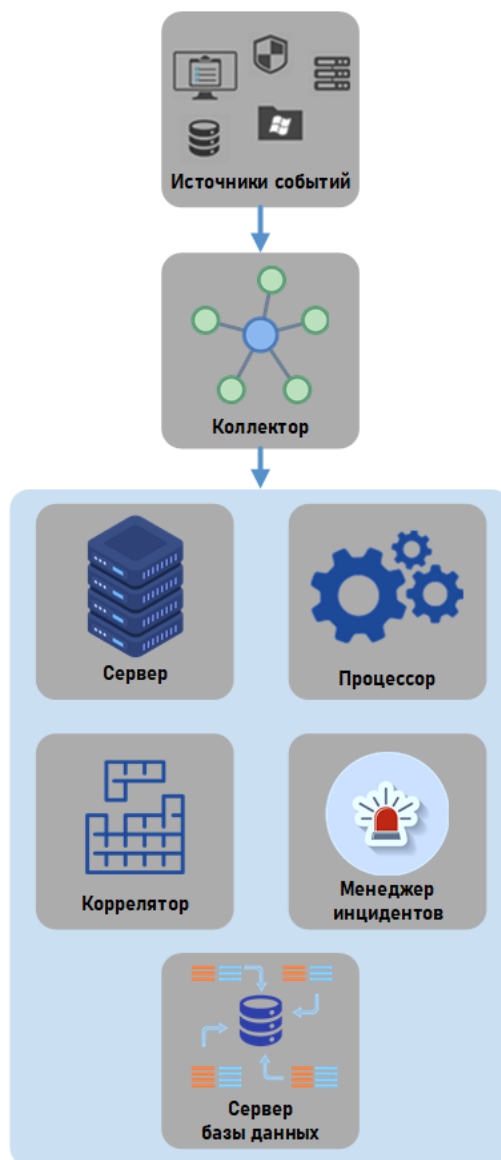 Источники событий
Коллектор
Сервер
Процессор
Коррелятор
Менеджер
инцидентов
Сервер
базы данных